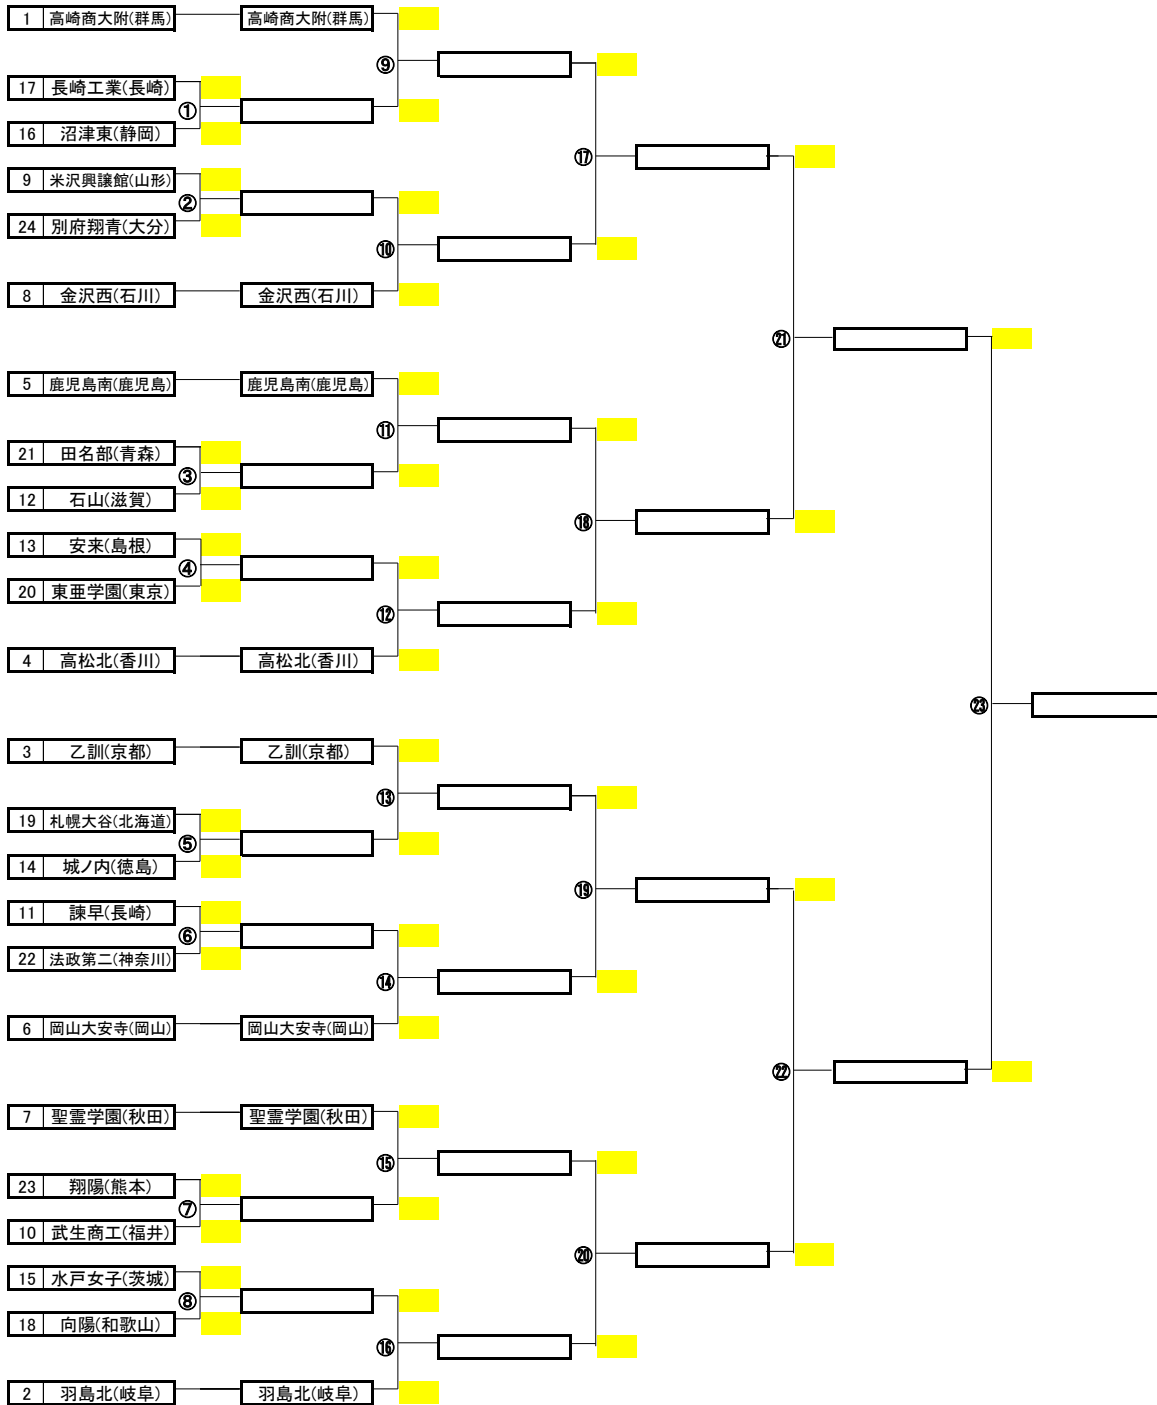 1 高崎商大附(群馬) 高崎商大附(群馬)
⑨
17 長崎工業(長崎)
①
16 沼津東(静岡)
⑰
9 米沢興譲館(山形)
②
24 別府翔青(大分)
⑩
8 金沢西(石川) 金沢西(石川)
㉑
5 鹿児島南(鹿児島) 鹿児島南(鹿児島)
⑪
21 田名部(青森)
③
12 石山(滋賀)
⑱
13 安来(島根)
④
20 東亜学園(東京)
⑫
4 高松北(香川) 高松北(香川)
㉓
3 乙訓(京都) 乙訓(京都)
⑬
19 札幌大谷(北海道)
⑤
14 城ノ内(徳島)
⑲
11 諫早(長崎)
⑥
22 法政第二(神奈川)
⑭
6 岡山大安寺(岡山) 岡山大安寺(岡山)
㉒
7 聖霊学園(秋田) 聖霊学園(秋田)
⑮
23 翔陽(熊本)
⑦
10 武生商工(福井)
⑳
15 水戸女子(茨城)
⑧
18 向陽(和歌山)
⑯
2 羽島北(岐阜) 羽島北(岐阜)